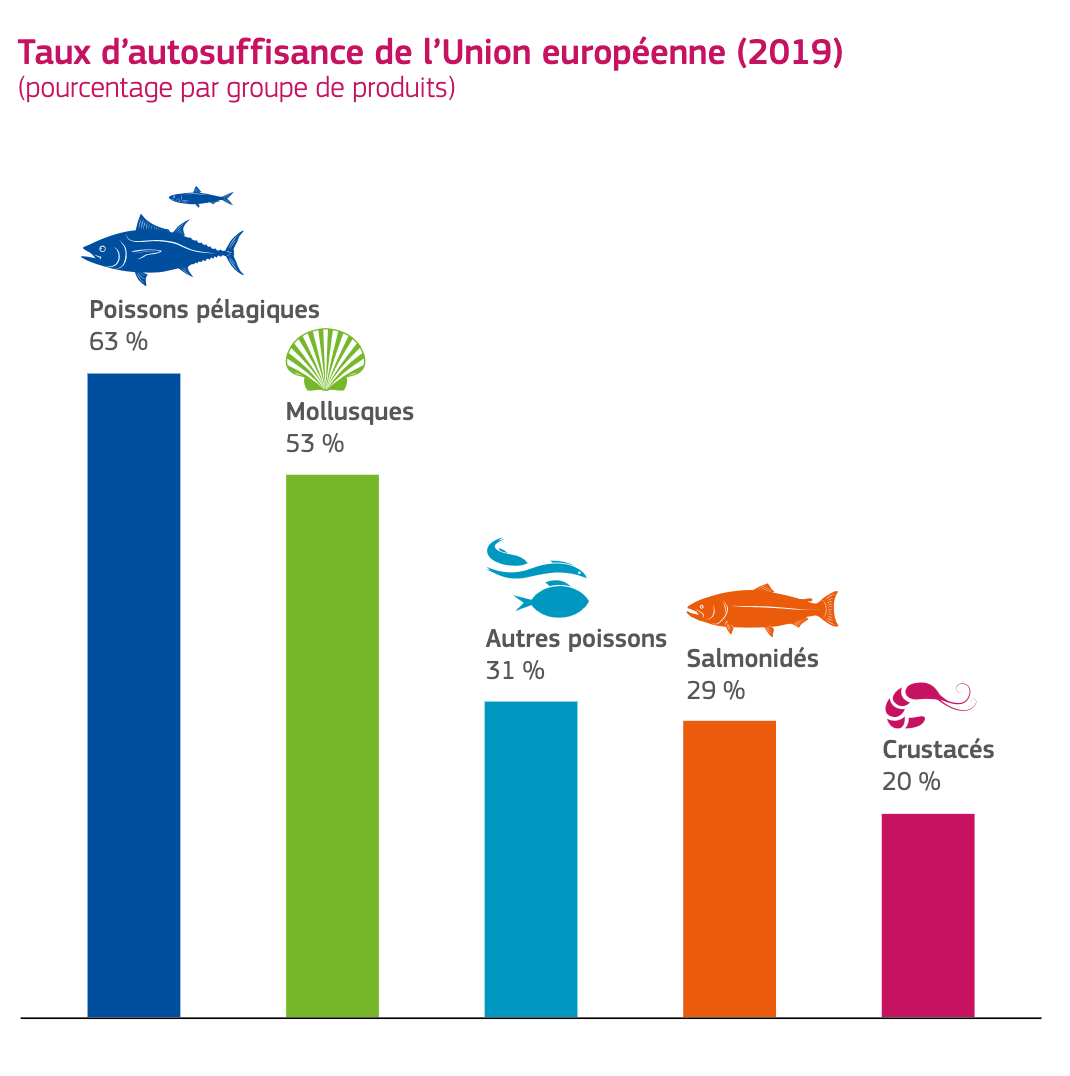 Taux d’autosuffisance de l’Union européenne (2019)
(pourcentage par groupe de produits)
Poissons pélagiques
63 %
Mollusques
53 %
Autres poissons
31 %
Salmonidés
29 %
Crustacés
20 %